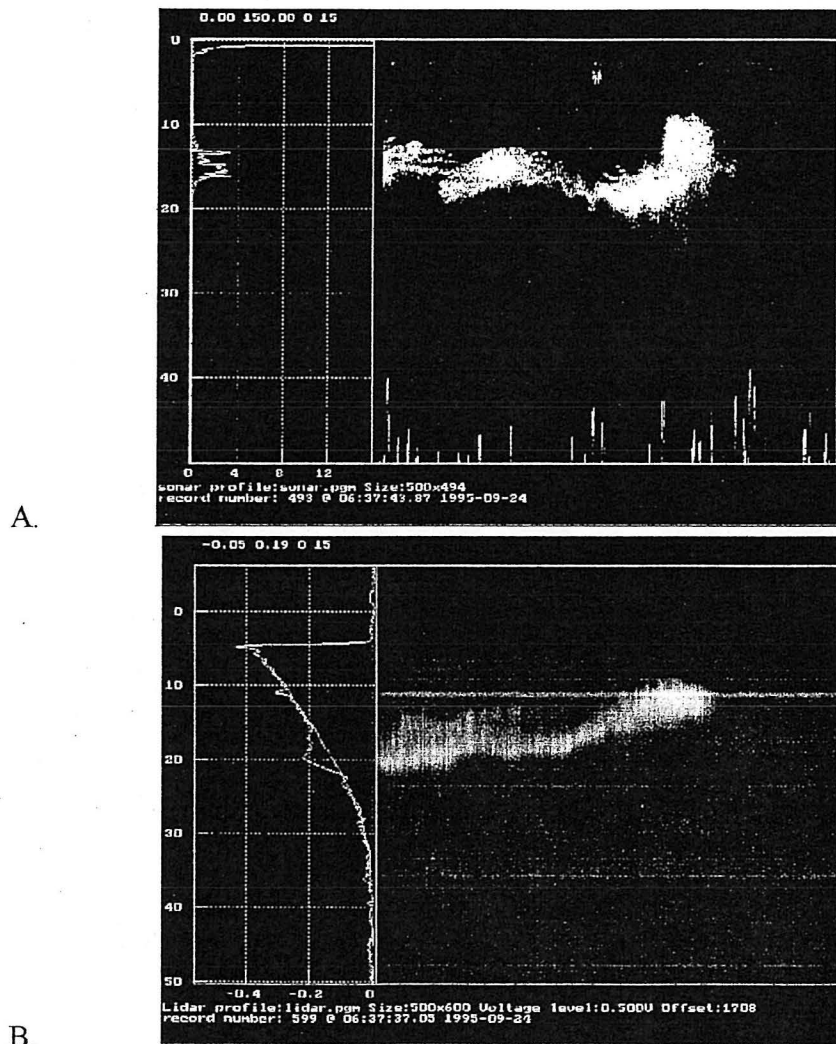 0.00 150.00 0 15
0
10
20
30
40
0 4 8 12
sonar profile:sonar.pgm Size:500x494
record number: 493 @ 06:37:43.87 1995-09-24
A.
-0.05 0.19 0 15
0
10
20
30
40
50
-0.4 -0.2 0
Lidar profile:lidar.pgm Size:500x600 Voltage level:0.500V Offset:1708
record number: 599 @ 06:37:37.05 1995-09-24
B